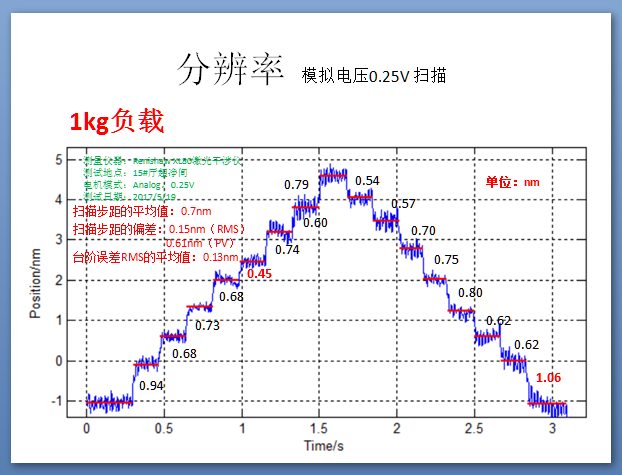 分辨率 模拟电压0.25V 扫描
1kg负载
测量仪器：Renishaw XL80激光干涉仪
测试地点：15#厅超净间
电机模式：Analog，0.25V
测试日期：2017/5/19
扫描步距的平均值：0.7nm
扫描步距的偏差：0.15nm（RMS）
0.61nm（PV）
台阶误差RMS的平均值：0.13nm
单位：nm
0.94
0.68
0.73
0.68
0.45
0.74
0.60
0.79
0.54
0.57
0.70
0.75
0.80
0.62
0.62
1.06
Position/nm
5
4
3
2
1
0
-1
0
0.5
1
1.5
2
2.5
3
Time/s